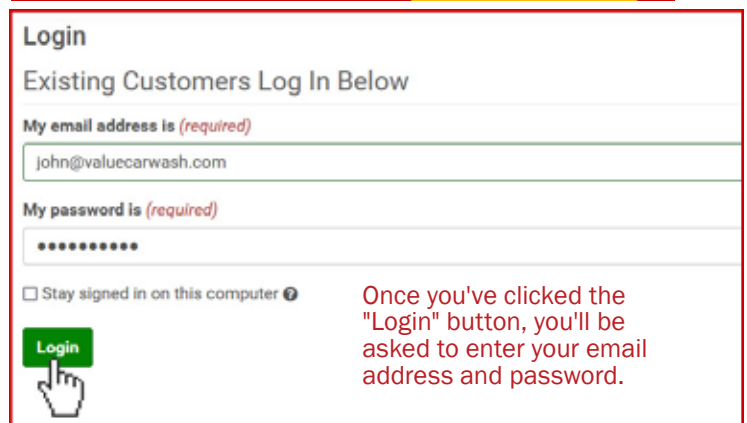 Login
Existing Customers Log In Below
My email address is (required)
john@valuecarwash.com
My password is (required)
••••••••••
Stay signed in on this computer
Once you've clicked the
"Login" button, you'll be
asked to enter your email
address and password.
Login